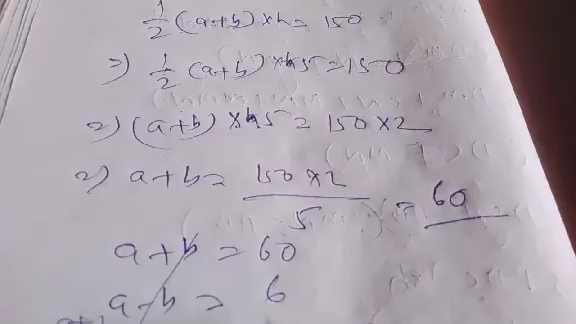 1/2 (a+b) × h = 150
⇒) 1/2 (a+b) × 5 = 150
⇒) (a+b) × 5 = 150 × 2
⇒) a+b = 150 × 2 / 5 = 60
a+b = 60
a-b = 6